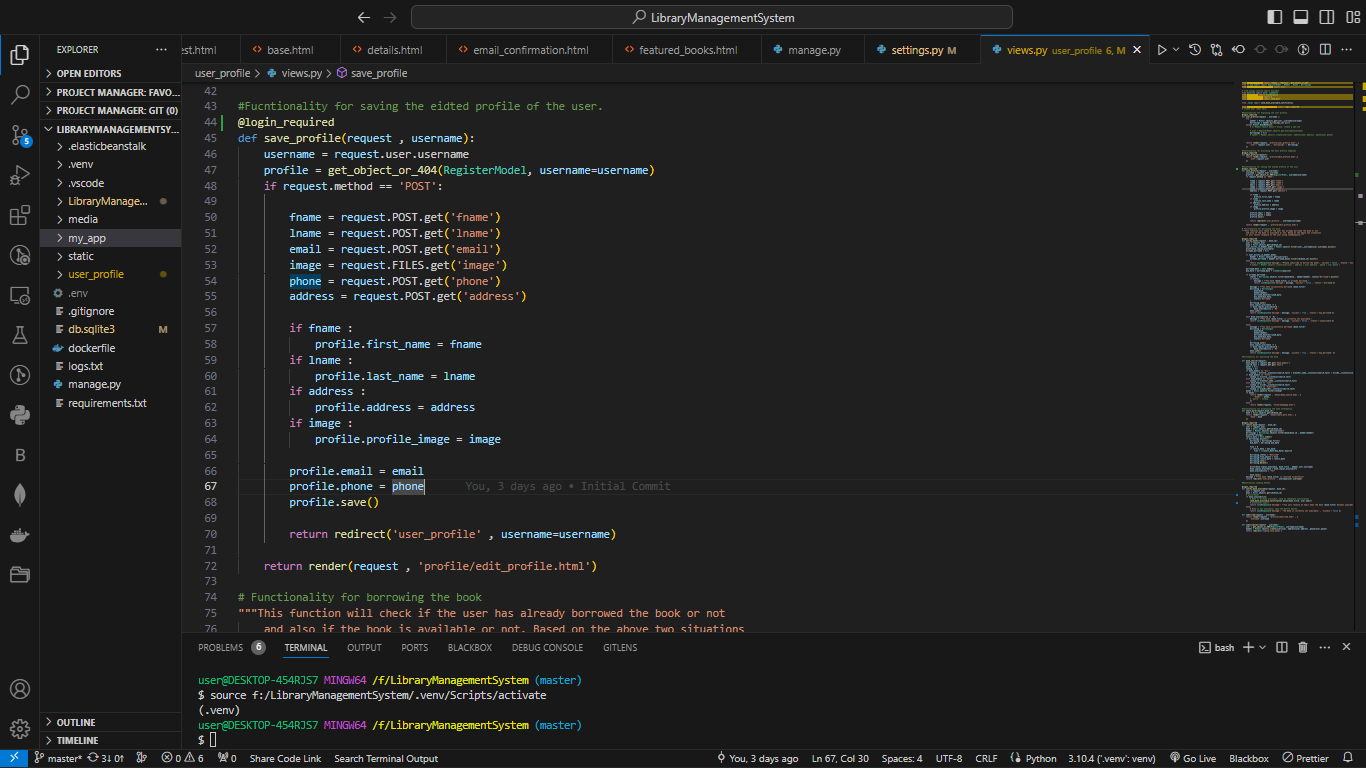 LibraryManagementSystem
EXPLORER
est.html
base.html
details.html
email_confirmation.html
featured_books.html
manage.py
settings.py M
views.py user_profile 6, M
OPEN EDITORS
PROJECT MANAGER: FAVO...
PROJECT MANAGER: GIT (0)
LIBRARYMANAGEMENTSY...
.elasticbeanstalk
.venv
.vscode
LibraryManage...
media
my_app
static
user_profile
.env
.gitignore
db.sqlite3 M
dockerfile
logs.txt
manage.py
requirements.txt
OUTLINE
TIMELINE
5
user_profile > views.py > save_profile
42
43 #Fucntionality for saving the eidted profile of the user.
44 @login_required
45 def save_profile(request , username):
46 username = request.user.username
47 profile = get_object_or_404(RegisterModel, username=username)
48 if request.method == 'POST':
49
50 fname = request.POST.get('fname')
51 lname = request.POST.get('lname')
52 email = request.POST.get('email')
53 image = request.FILES.get('image')
54 phone = request.POST.get('phone')
55 address = request.POST.get('address')
56
57 if fname :
58 profile.first_name = fname
59 if lname :
60 profile.last_name = lname
61 if address :
62 profile.address = address
63 if image :
64 profile.profile_image = image
65
66 profile.email = email
67 profile.phone = phone You, 3 days ago • Initial Commit
68 profile.save()
69
70 return redirect('user_profile' , username=username)
71
72 return render(request , 'profile/edit_profile.html')
73
74 # Functionality for borrowing the book
75 """This function will check if the user has already borrowed the book or not
76 and also if the book is available or not. Based on the above two situations
PROBLEMS 6 TERMINAL OUTPUT PORTS BLACKBOX DEBUG CONSOLE GITLENS
bash
user@DESKTOP-454RJS7 MINGW64 /f/LibraryManagementSystem (master)
$ source f:/LibraryManagementSystem/.venv/Scripts/activate
(.venv)
user@DESKTOP-454RJS7 MINGW64 /f/LibraryManagementSystem (master)
$
master* 3↓ 0↑ 0 6 0 Share Code Link Search Terminal Output You, 3 days ago Ln 67, Col 30 Spaces: 4 UTF-8 CRLF Python 3.10.4 ('.venv': venv) Go Live Blackbox Prettier